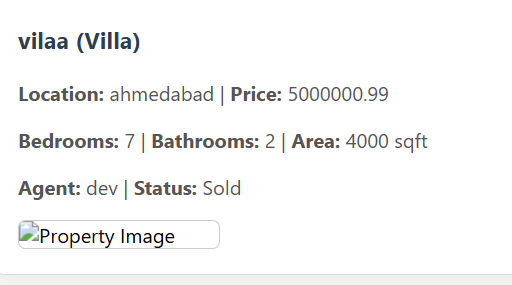 vilaa (Villa)
Location: ahmedabad | Price: 5000000.99
Bedrooms: 7 | Bathrooms: 2 | Area: 4000 sqft
Agent: dev | Status: Sold
Property Image